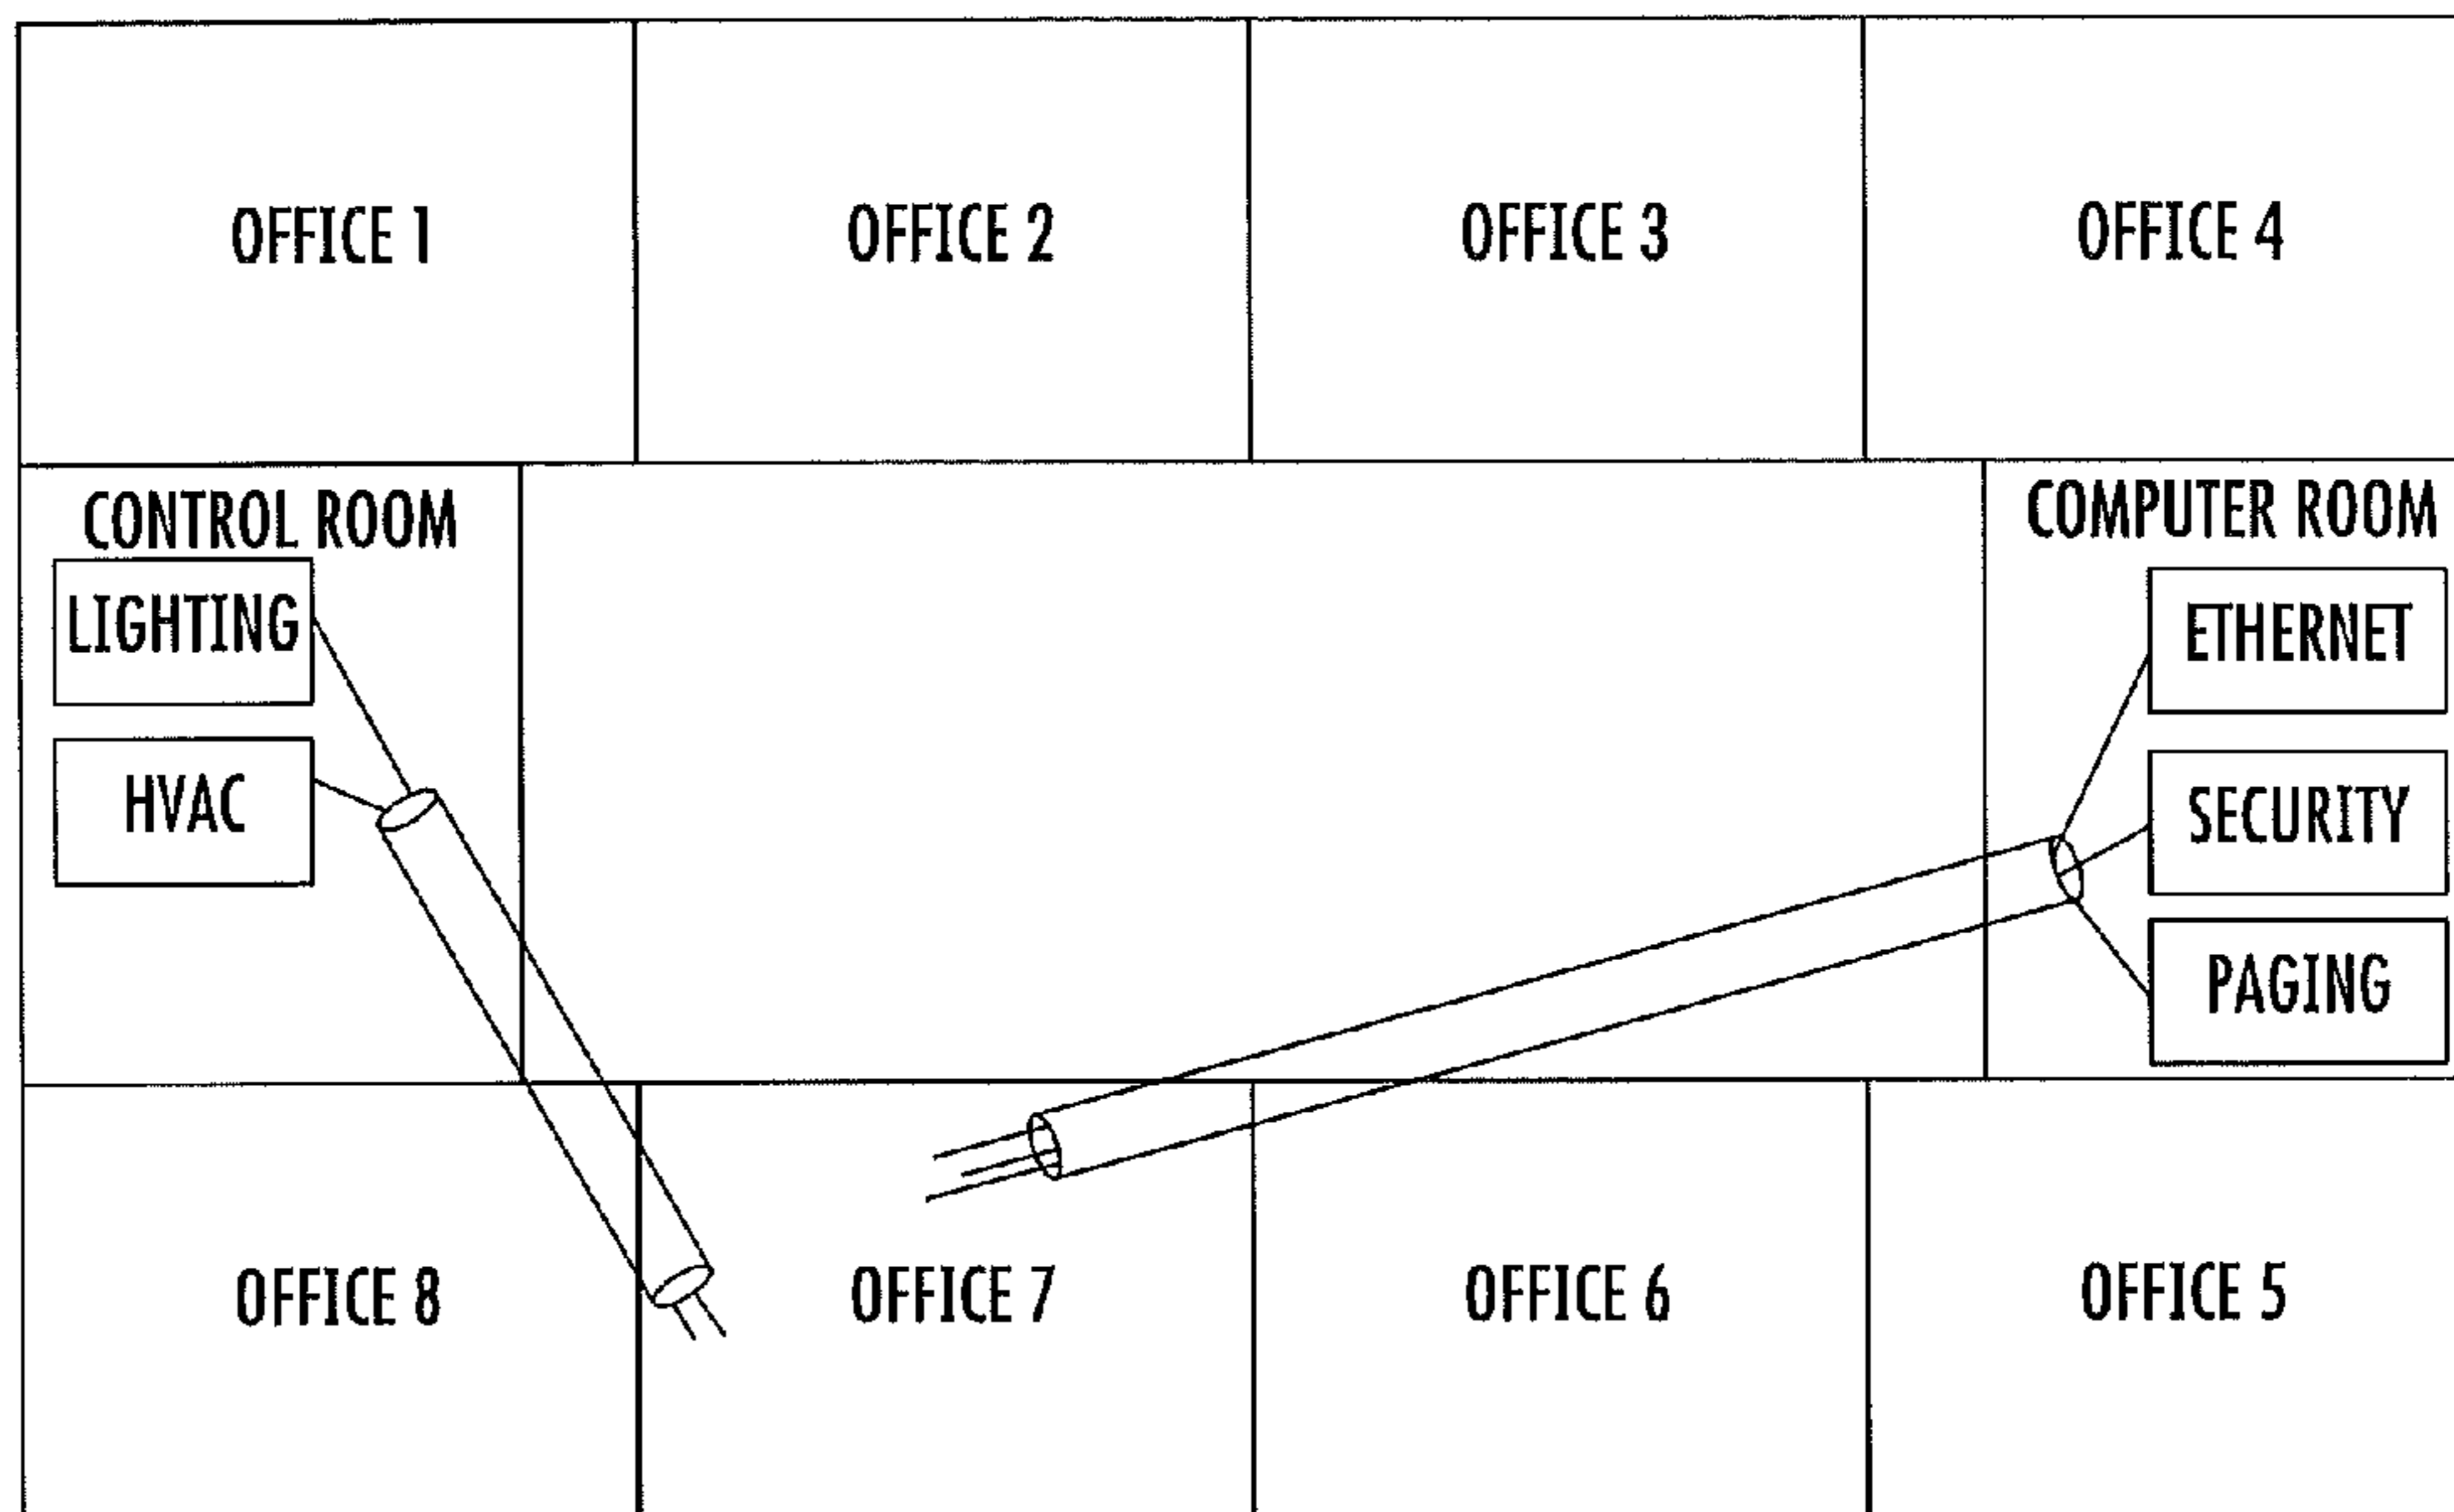 OFFICE 1
OFFICE 2
OFFICE 3
OFFICE 4
CONTROL ROOM
LIGHTING
HVAC
COMPUTER ROOM
ETHERNET
SECURITY
PAGING
OFFICE 8
OFFICE 7
OFFICE 6
OFFICE 5